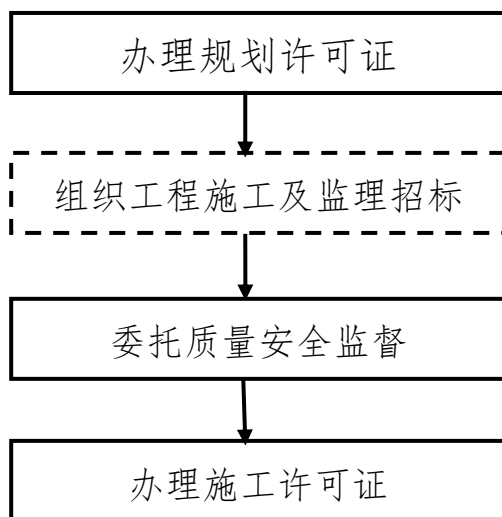 办理规划许可证
组织工程施工及监理招标
委托质量安全监督
办理施工许可证